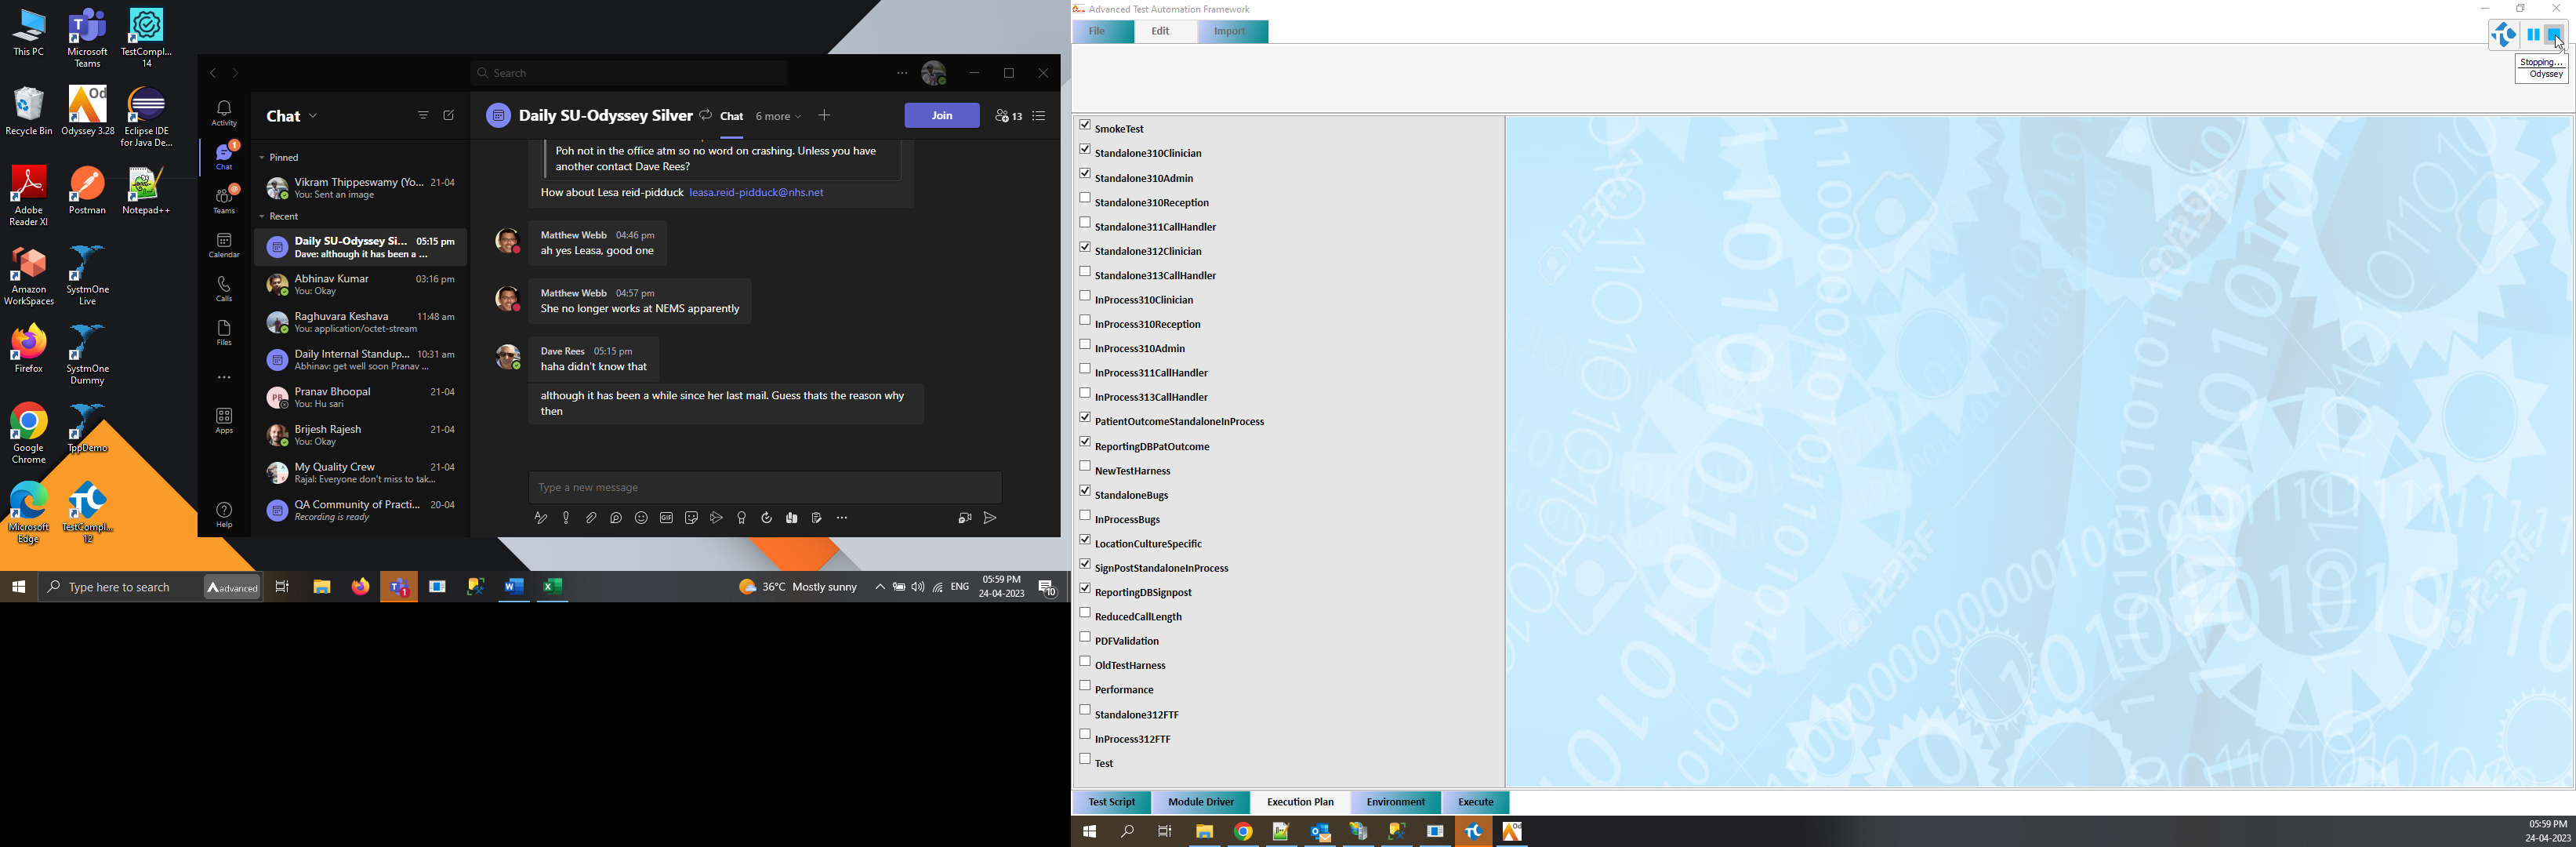 This PC
Microsoft
Teams
TestCompl...
14
Recycle Bin
Odyssey 3.28
Eclipse IDE
for Java De...
Adobe
Reader XI
Postman
Notepad++
Amazon
WorkSpaces
SystmOne
Live
Firefox
SystmOne
Dummy
Google
Chrome
TppDemo
Microsoft
Edge
TestCompl...
12
Search
Activity
Chat
1
Teams
Calendar
Calls
Files
Apps
Help
Chat
Pinned
Vikram Thippeswamy (Yo... 21-04
You: Sent an image
Recent
Daily SU-Odyssey Si... 05:15 pm
Dave: although it has been a ...
Abhinav Kumar 03:16 pm
You: Okay
Raghuvara Keshava 11:48 am
You: application/octet-stream
Daily Internal Standup... 10:31 am
Abhinav: get well soon Pranav ...
Pranav Bhoopal 21-04
You: Hu sari
Brijesh Rajesh 21-04
You: Okay
My Quality Crew 21-04
Rajal: Everyone don't miss to tak...
QA Community of Practi... 20-04
Recording is ready
Daily SU-Odyssey Silver Chat 6 more Join 13
Poh not in the office atm so no word on crashing. Unless you have
another contact Dave Rees?
How about Lesa reid-pidduck leasa.reid-pidduck@nhs.net
Matthew Webb 04:46 pm
ah yes Leasa, good one
Matthew Webb 04:57 pm
She no longer works at NEMS apparently
Dave Rees 05:15 pm
haha didn't know that
although it has been a while since her last mail. Guess thats the reason why
then
Type a new message
GIF
Type here to search
advanced
1
36°C Mostly sunny
ENG
05:59 PM
24-04-2023
10
Advanced Test Automation Framework
File Edit Import
Stopping...
Odyssey
SmokeTest
Standalone310Clinician
Standalone310Admin
Standalone310Reception
Standalone311CallHandler
Standalone312Clinician
Standalone313CallHandler
InProcess310Clinician
InProcess310Reception
InProcess310Admin
InProcess311CallHandler
InProcess313CallHandler
PatientOutcomeStandaloneInProcess
ReportingDBPatOutcome
NewTestHarness
StandaloneBugs
InProcessBugs
LocationCultureSpecific
SignPostStandaloneInProcess
ReportingDBSignpost
ReducedCallLength
PDFValidation
OldTestHarness
Performance
Standalone312FTF
InProcess312FTF
Test
Test Script Module Driver Execution Plan Environment Execute
05:59 PM
24-04-2023